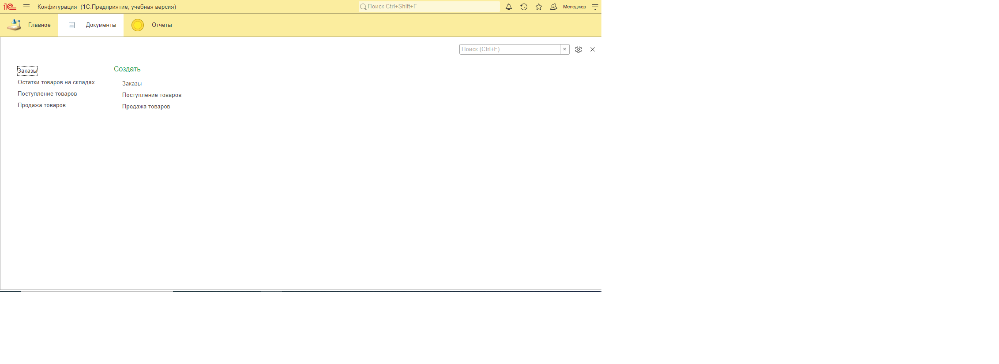 1С Конфигурация (1С:Предприятие, учебная версия) Поиск Ctrl+Shift+F Менеджер
Главное Документы Отчеты
Поиск (Ctrl+F) ×
Заказы
Остатки товаров на складах
Поступление товаров
Продажа товаров
Создать
Заказы
Поступление товаров
Продажа товаров